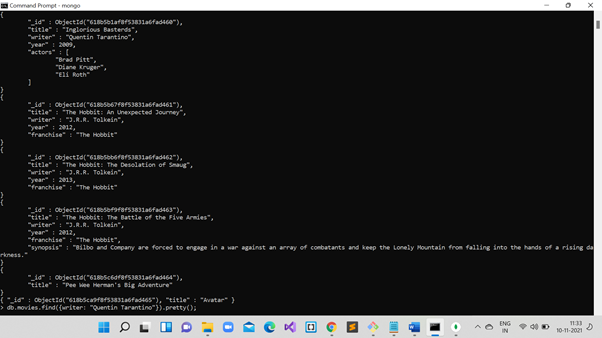 Command Prompt - mongo
{
"_id" : ObjectId("618b5b1af8f53831a6fad460"),
"title" : "Inglorious Basterds",
"writer" : "Quentin Tarantino",
"year" : 2009,
"actors" : [
"Brad Pitt",
"Diane Kruger",
"Eli Roth"
]
}
{
"_id" : ObjectId("618b5b67f8f53831a6fad461"),
"title" : "The Hobbit: An Unexpected Journey",
"writer" : "J.R.R. Tolkein",
"year" : 2012,
"franchise" : "The Hobbit"
}
{
"_id" : ObjectId("618b5bb6f8f53831a6fad462"),
"title" : "The Hobbit: The Desolation of Smaug",
"writer" : "J.R.R. Tolkein",
"year" : 2013,
"franchise" : "The Hobbit"
}
{
"_id" : ObjectId("618b5bf9f8f53831a6fad463"),
"title" : "The Hobbit: The Battle of the Five Armies",
"writer" : "J.R.R. Tolkein",
"year" : 2012,
"franchise" : "The Hobbit",
"synopsis" : "Bilbo and Company are forced to engage in a war against an array of combatants and keep the Lonely Mountain from falling into the hands of a rising da
rkness."
}
{
"_id" : ObjectId("618b5c6df8f53831a6fad464"),
"title" : "Pee Wee Herman's Big Adventure"
}
{ "_id" : ObjectId("618b5ca9f8f53831a6fad465"), "title" : "Avatar" }
> db.movies.find({writer: "Quentin Tarantino"}).pretty();
ENG
IN
11:33
10-11-2021